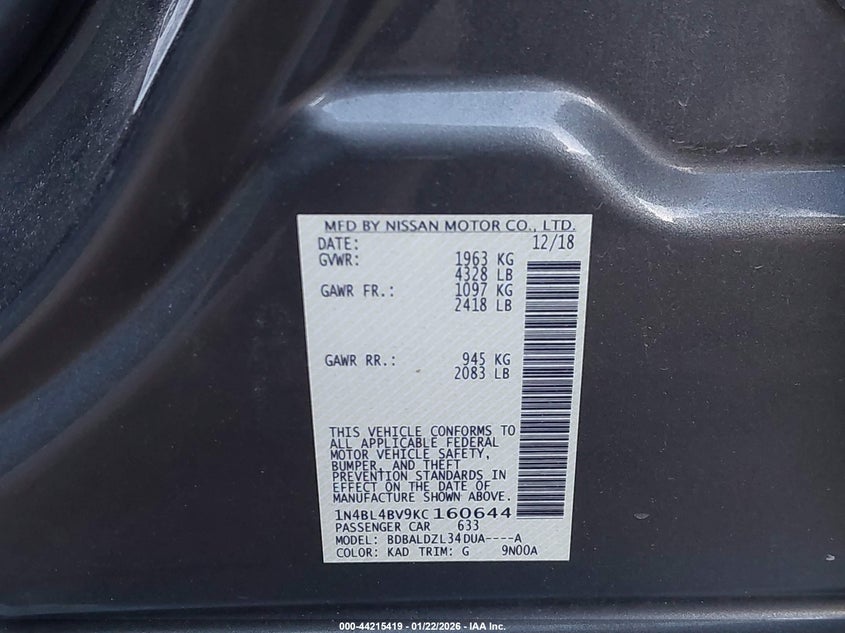 MFD BY NISSAN MOTOR CO., LTD.
DATE: 12/18
GVWR: 1963 KG
4328 LB
GAWR FR.: 1097 KG
2418 LB
GAWR RR.: 945 KG
2083 LB
THIS VEHICLE CONFORMS TO
ALL APPLICABLE FEDERAL
MOTOR VEHICLE SAFETY,
BUMPER, AND THEFT
PREVENTION STANDARDS IN
EFFECT ON THE DATE OF
MANUFACTURE SHOWN ABOVE.
1N4BL4BV9KC160644
PASSENGER CAR 633
MODEL: BDBALDZL34DUA----A
COLOR: KAD TRIM: G 9N00A
000-44215419 - 01/22/2026 - IAA Inc.